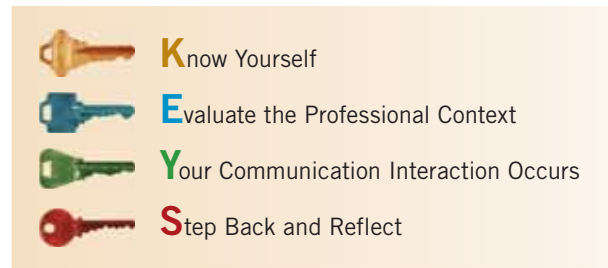 Know Yourself
Evaluate the Professional Context
Your Communication Interaction Occurs
Step Back and Reflect